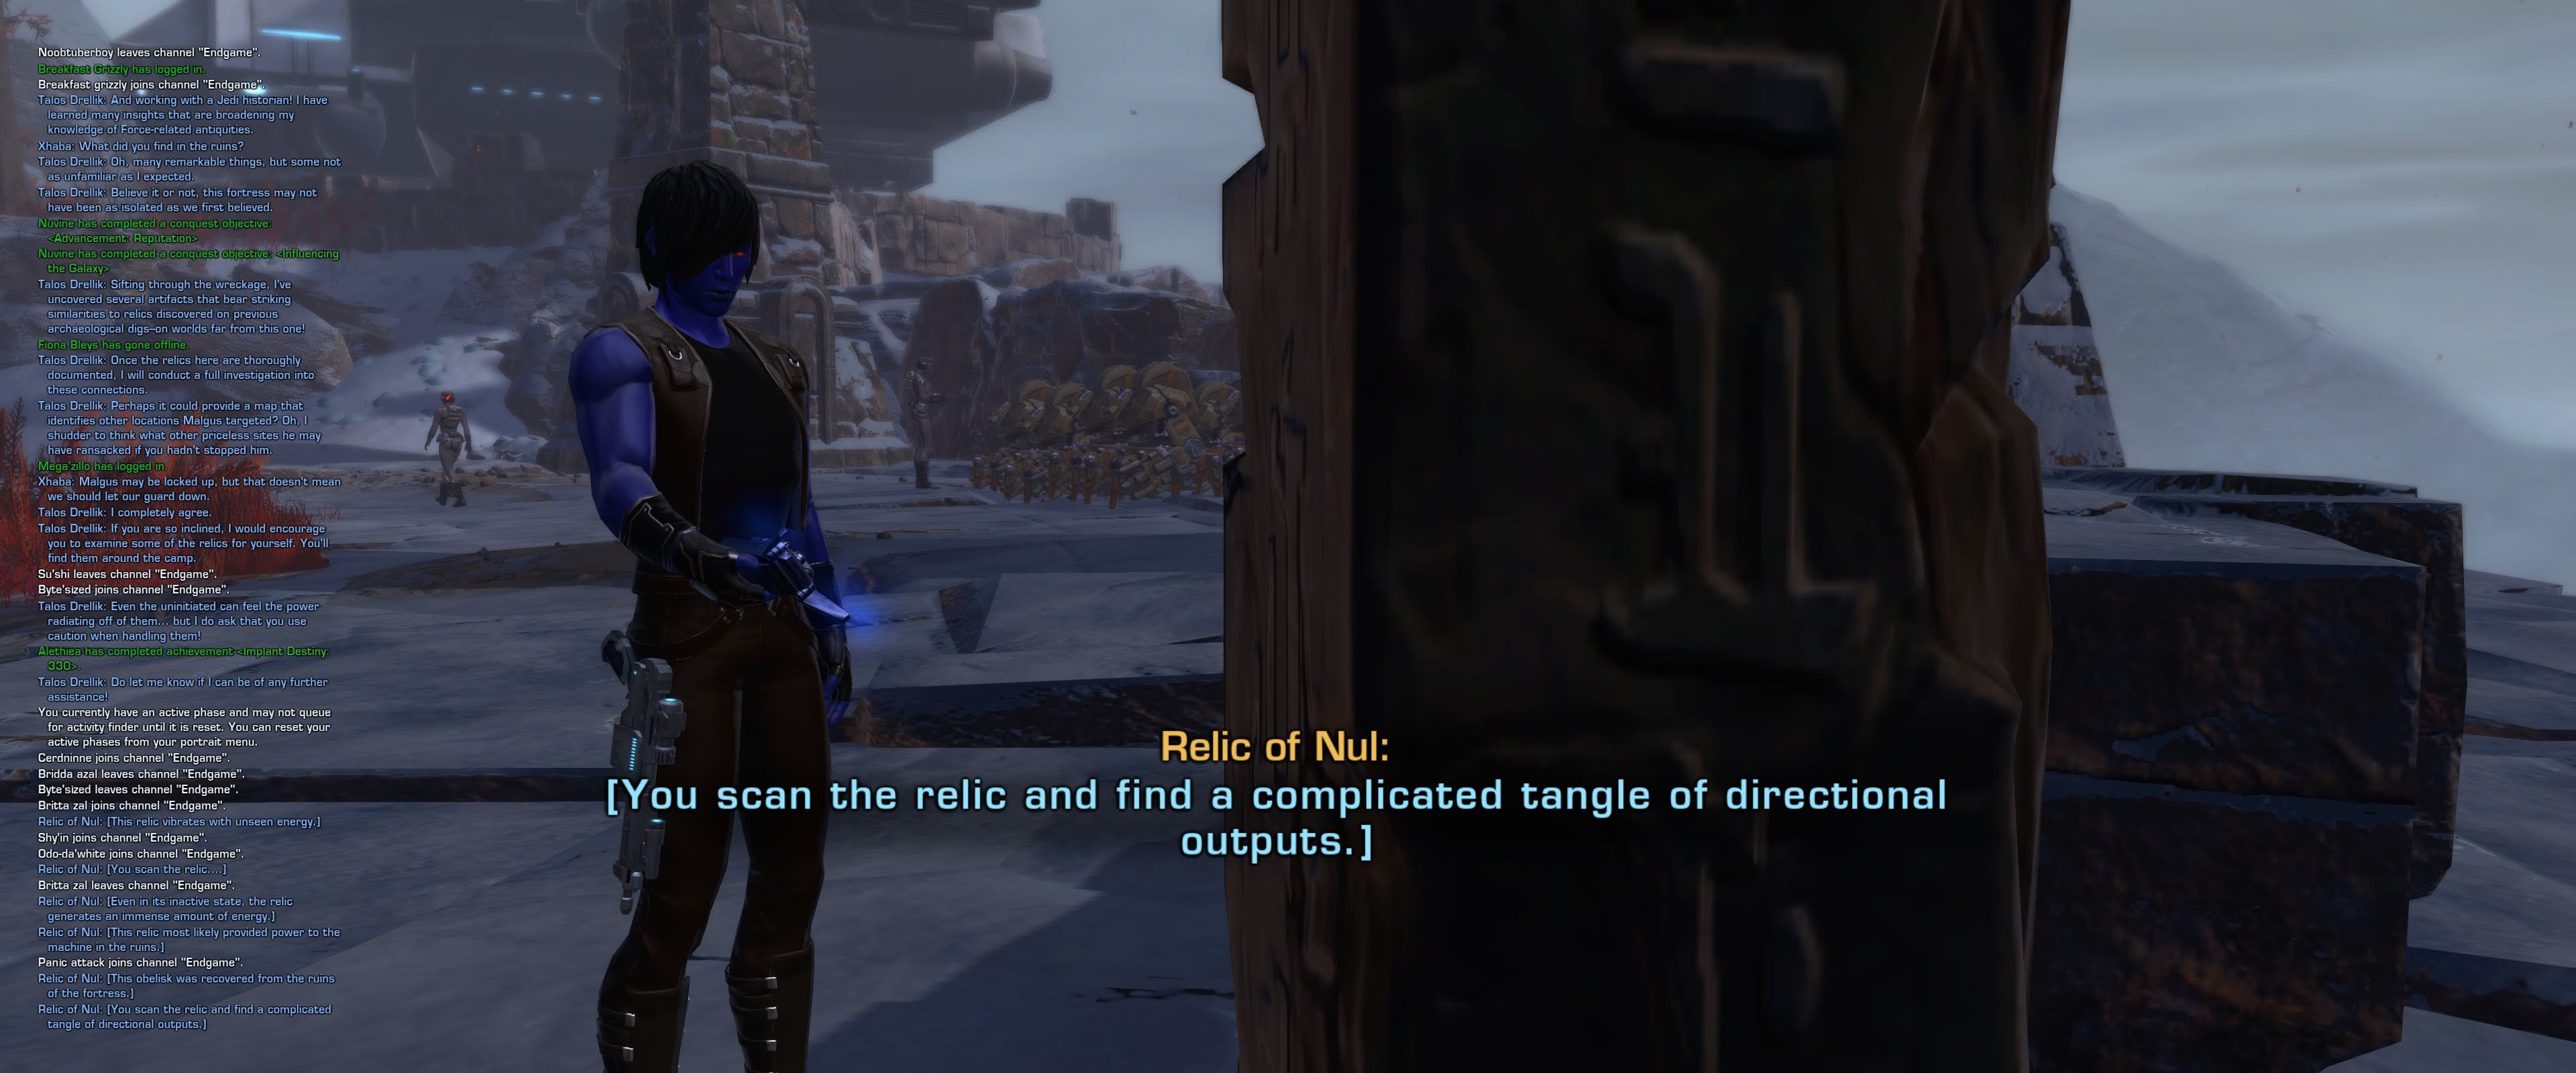 Noobtuberboy leaves channel "Endgame".
Breakfast Grizzly has logged in.
Breakfast grizzly joins channel "Endgame".
Talos Drellik: And working with a Jedi historian! I have
learned many insights that are broadening my
knowledge of Force-related antiquities.
Xhaba: What did you find in the ruins?
Talos Drellik: Oh, many remarkable things, but some not
as unfamiliar as I expected.
Talos Drellik: Believe it or not, this fortress may not
have been as isolated as we first believed.
Nuvine has completed a conquest objective:
<Advancement: Reputation>
Nuvine has completed a conquest objective: <Influencing
the Galaxy>
Talos Drellik: Sifting through the wreckage, I've
uncovered several artifacts that bear striking
similarities to relics discovered on previous
archaeological digs–on worlds far from this one!
Fiona Bleys has gone offline.
Talos Drellik: Once the relics here are thoroughly
documented, I will conduct a full investigation into
these connections.
Talos Drellik: Perhaps it could provide a map that
identifies other locations Malgus targeted? Oh, I
shudder to think what other priceless sites he may
have ransacked if you hadn't stopped him.
Mega'zillo has logged in.
Xhaba: Malgus may be locked up, but that doesn't mean
we should let our guard down.
Talos Drellik: I completely agree.
Talos Drellik: If you are so inclined, I would encourage
you to examine some of the relics for yourself. You'll
find them around the camp.
Su'shi leaves channel "Endgame".
Byte'sized joins channel "Endgame".
Talos Drellik: Even the uninitiated can feel the power
radiating off of them... but I do ask that you use
caution when handling them!
Alethiea has completed achievement <Implant Destiny:
330>.
Talos Drellik: Do let me know if I can be of any further
assistance!
You currently have an active phase and may not queue
for activity finder until it is reset. You can reset your
active phases from your portrait menu.
Cerdninne joins channel "Endgame".
Bridda azal leaves channel "Endgame".
Byte'sized leaves channel "Endgame".
Britta zal joins channel "Endgame".
Relic of Nul: [This relic vibrates with unseen energy.]
Shy'in joins channel "Endgame".
Odo-da'white joins channel "Endgame".
Relic of Nul: [You scan the relic....]
Britta zal leaves channel "Endgame".
Relic of Nul: [Even in its inactive state, the relic
generates an immense amount of energy.]
Relic of Nul: [This relic most likely provided power to the
machine in the ruins.]
Panic attack joins channel "Endgame".
Relic of Nul: [This obelisk was recovered from the ruins
of the fortress.]
Relic of Nul: [You scan the relic and find a complicated
tangle of directional outputs.]
Relic of Nul:
[You scan the relic and find a complicated tangle of directional
outputs.]